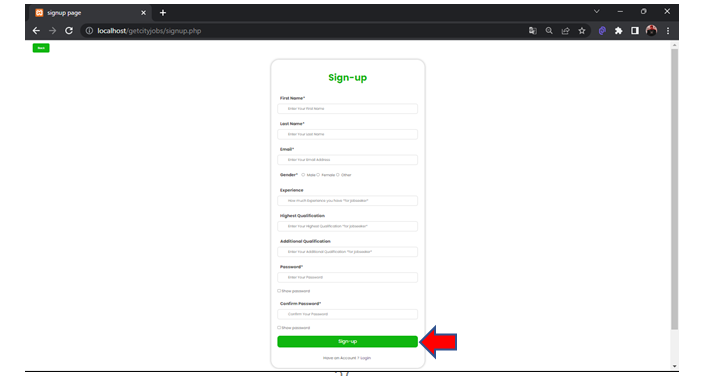 signup page
localhost/getcityjobs/signup.php
Back
Sign-up
First Name*
Enter Your First Name
Last Name*
Enter Your Last Name
Email*
Enter Your Email Address
Gender* Male Female Other
Experience
How much Experience you have "for jobseeker"
Highest Qualification
Enter Your Highest Qualification "for jobseeker"
Additional Qualification
Enter Your Additional Qualification "for jobseeker"
Password*
Enter Your Password
Show password
Confirm Password*
Confirm Your Password
Show password
Sign-up
Have an Account ? Login